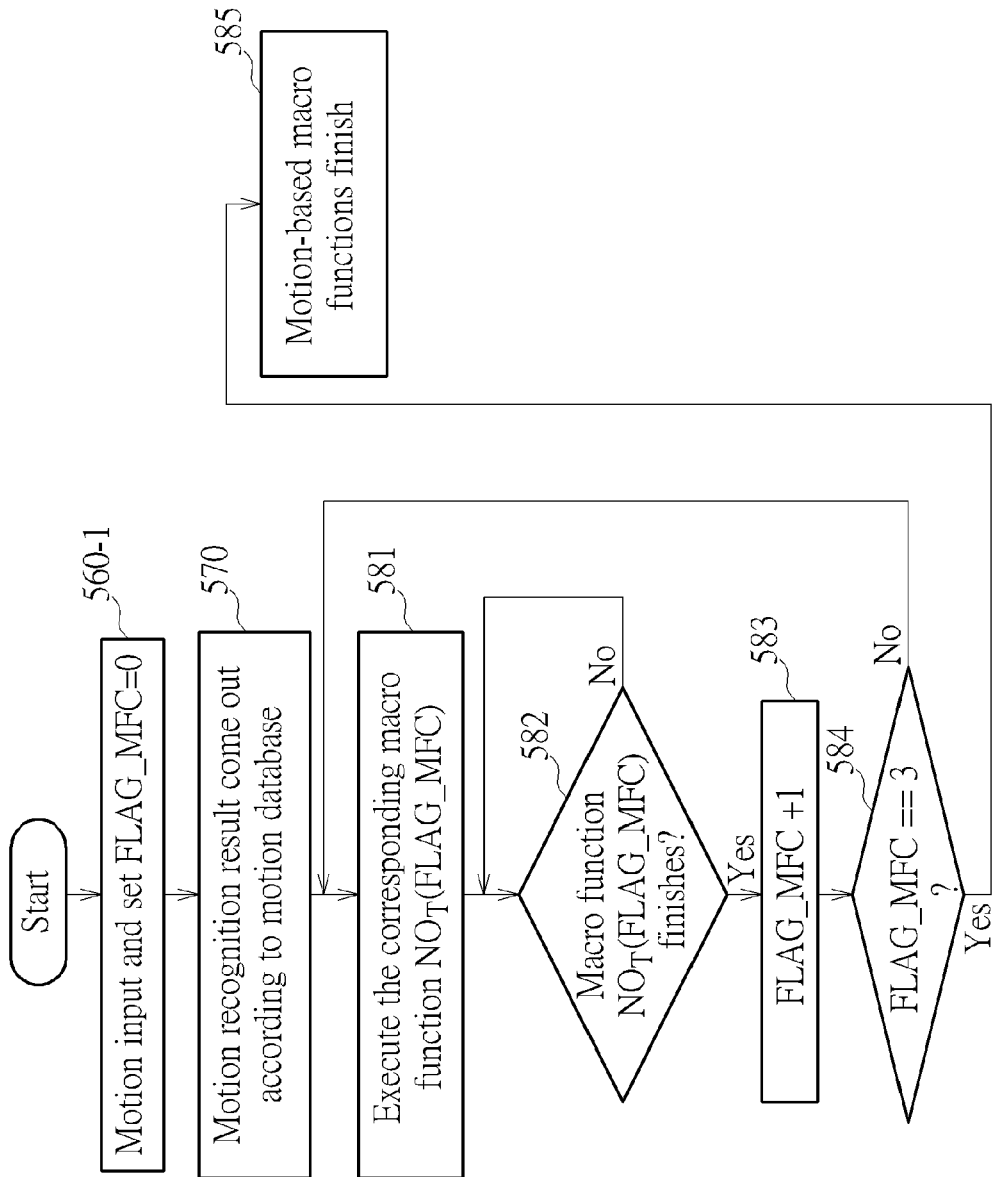 Start
560-1
Motion input and set FLAG_MFC=0
570
Motion recognition result come out
according to motion database
581
Execute the corresponding macro
function NOT(FLAG_MFC)
582
Macro function
NOT(FLAG_MFC)
finishes?
No
Yes
583
FLAG_MFC +1
584
FLAG_MFC == 3
?
No
Yes
585
Motion-based macro
functions finish